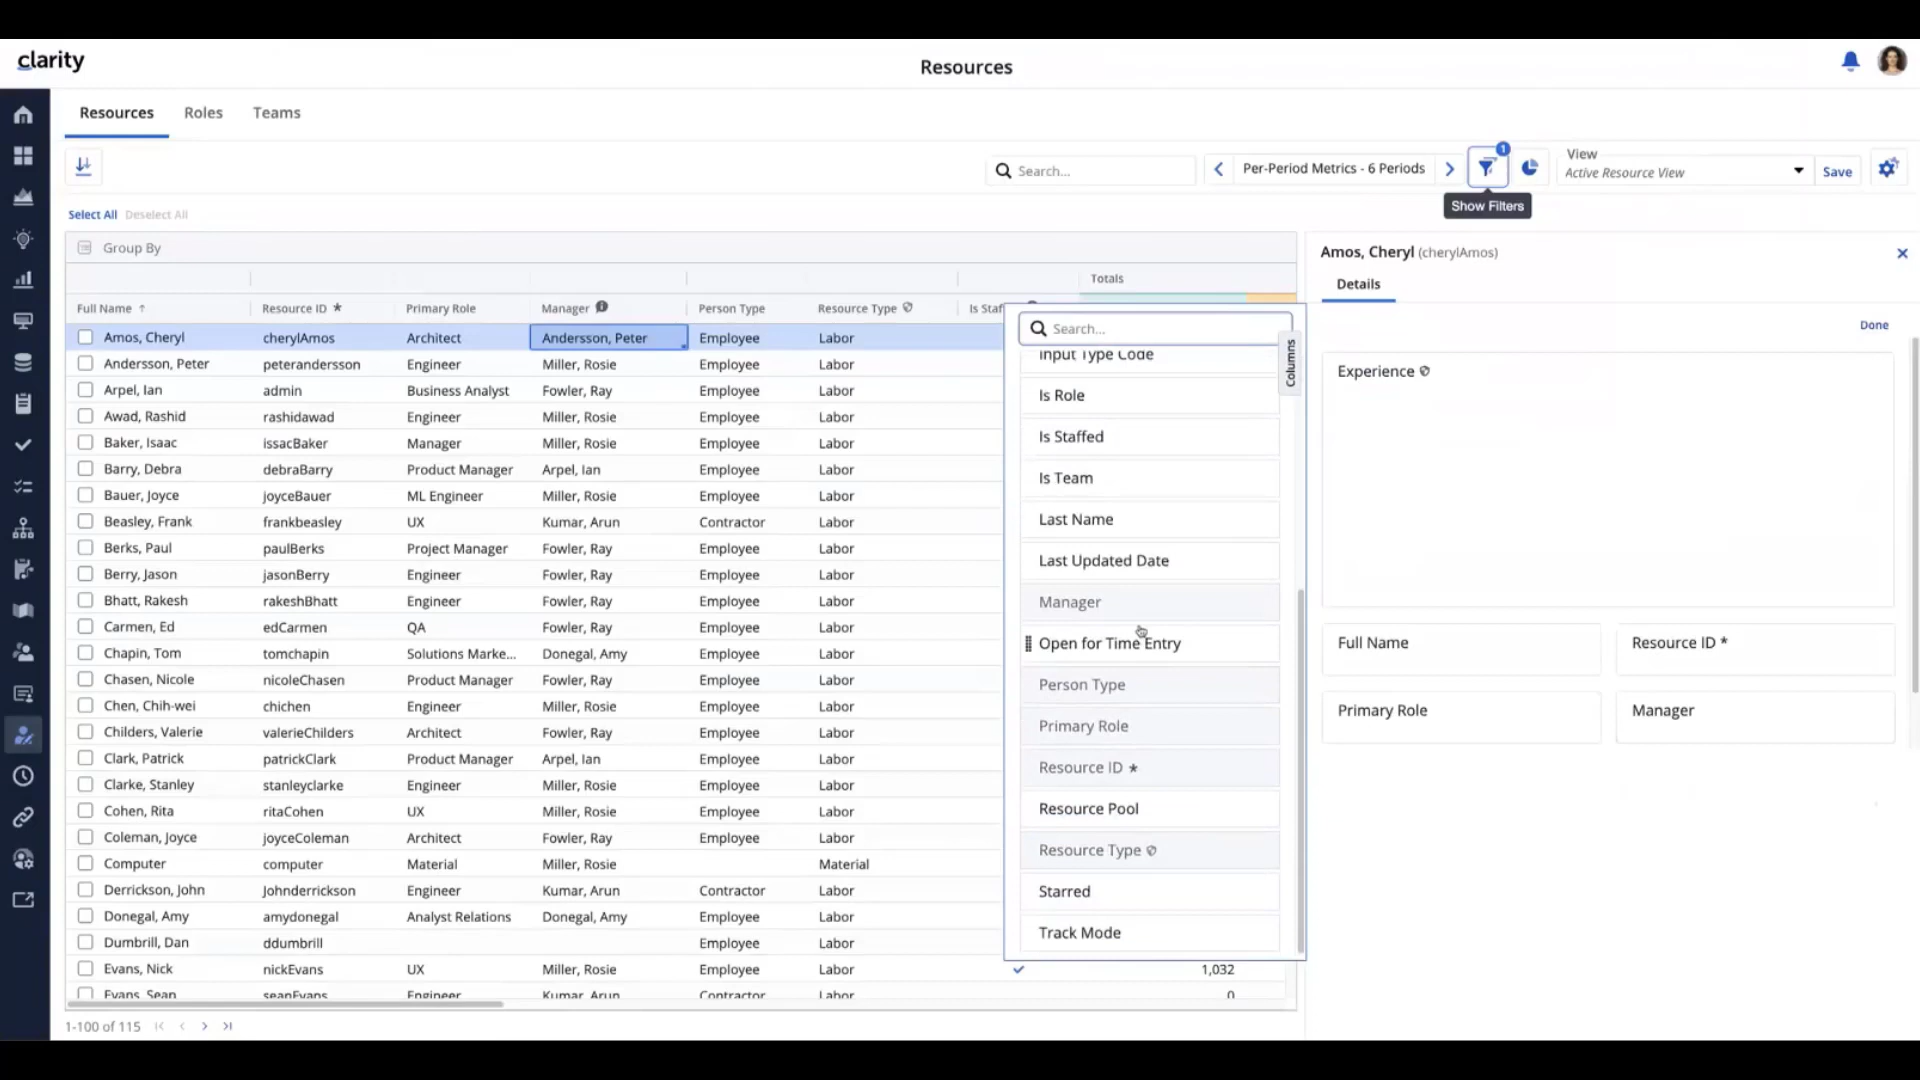 clarity
Resources
Resources Roles Teams
Search... Per-Period Metrics - 6 Periods 1 View Active Resource View Save
Show Filters
Select All Deselect All
Group By
Totals
Full Name ↑ Resource ID * Primary Role Manager Person Type Resource Type Is Staf
Amos, Cheryl cherylAmos Architect Andersson, Peter Employee Labor
Andersson, Peter peterandersson Engineer Miller, Rosie Employee Labor
Arpel, Ian admin Business Analyst Fowler, Ray Employee Labor
Awad, Rashid rashidawad Engineer Miller, Rosie Employee Labor
Baker, Isaac issacBaker Manager Miller, Rosie Employee Labor
Barry, Debra debraBarry Product Manager Arpel, Ian Employee Labor
Bauer, Joyce joyceBauer ML Engineer Miller, Rosie Employee Labor
Beasley, Frank frankbeasley UX Kumar, Arun Contractor Labor
Berks, Paul paulBerks Project Manager Fowler, Ray Employee Labor
Berry, Jason jasonBerry Engineer Fowler, Ray Employee Labor
Bhatt, Rakesh rakeshBhatt Engineer Fowler, Ray Employee Labor
Carmen, Ed edCarmen QA Fowler, Ray Employee Labor
Chapin, Tom tomchapin Solutions Marke... Donegal, Amy Employee Labor
Chasen, Nicole nicoleChasen Product Manager Fowler, Ray Employee Labor
Chen, Chih-wei chichen Engineer Miller, Rosie Employee Labor
Childers, Valerie valerieChilders Architect Fowler, Ray Employee Labor
Clark, Patrick patrickClark Product Manager Arpel, Ian Employee Labor
Clarke, Stanley stanleyclarke Engineer Miller, Rosie Employee Labor
Cohen, Rita ritaCohen UX Miller, Rosie Employee Labor
Coleman, Joyce joyceColeman Architect Fowler, Ray Employee Labor
Computer computer Material Miller, Rosie Material
Derrickson, John Johnderrickson Engineer Kumar, Arun Contractor Labor
Donegal, Amy amydonegal Analyst Relations Donegal, Amy Employee Labor
Dumbrill, Dan ddumbrill Employee Labor
Evans, Nick nickEvans UX Miller, Rosie Employee Labor 1,032
Evans, Sean seanEvans Engineer Kumar, Arun Contractor Labor 0
1-100 of 115
Search...
Columns
Input Type Code
Is Role
Is Staffed
Is Team
Last Name
Last Updated Date
Manager
Open for Time Entry
Person Type
Primary Role
Resource ID *
Resource Pool
Resource Type
Starred
Track Mode
Amos, Cheryl (cherylAmos)
Details
Done
Experience
Full Name Resource ID *
Primary Role Manager